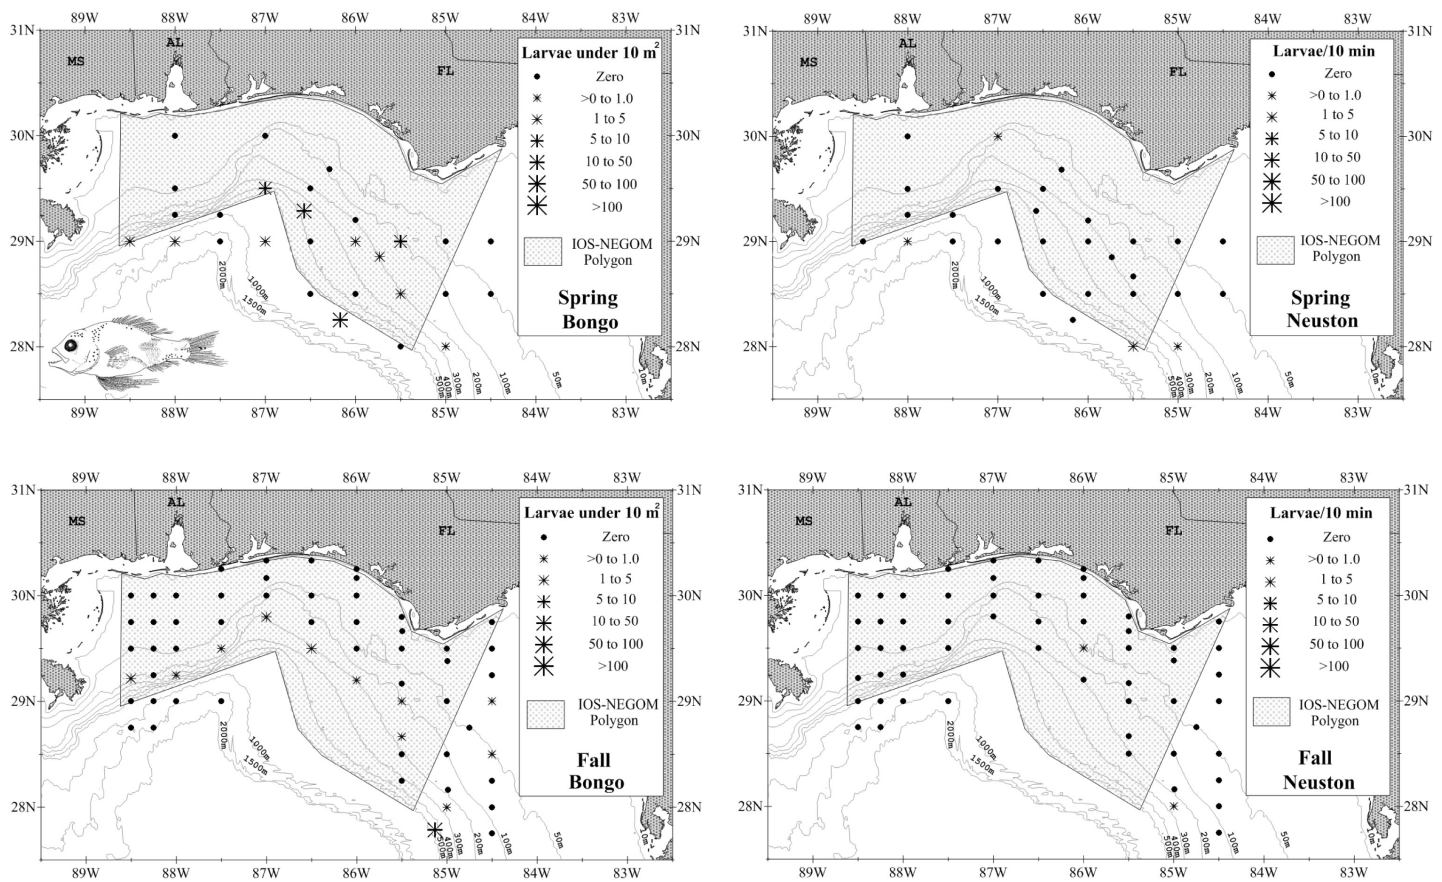 89W 88W 87W 86W 85W 84W 83W
31N
AL
MS
FL
30N
29N
28N
Larvae under 10 m2
Zero
>0 to 1.0
1 to 5
5 to 10
10 to 50
50 to 100
>100
IOS-NEGOM
Polygon
Spring
Bongo
2000m
1000m
1500m
500m
400m
300m
200m
100m
50m
10m
89W 88W 87W 86W 85W 84W 83W
89W 88W 87W 86W 85W 84W 83W
31N 31N
AL
MS
FL
30N 30N
29N 29N
28N 28N
Larvae/10 min
Zero
>0 to 1.0
1 to 5
5 to 10
10 to 50
50 to 100
>100
IOS-NEGOM
Polygon
Spring
Neuston
2000m
1000m
1500m
500m
400m
300m
200m
100m
50m
10m
89W 88W 87W 86W 85W 84W 83W
89W 88W 87W 86W 85W 84W 83W
31N 31N
AL
MS
FL
30N 30N
29N 29N
28N 28N
Larvae under 10 m2
Zero
>0 to 1.0
1 to 5
5 to 10
10 to 50
50 to 100
>100
IOS-NEGOM
Polygon
Fall
Bongo
2000m
1000m
1500m
500m
400m
300m
200m
100m
50m
10m
89W 88W 87W 86W 85W 84W 83W
89W 88W 87W 86W 85W 84W 83W
31N
AL
MS
FL
30N
29N
28N
Larvae/10 min
Zero
>0 to 1.0
1 to 5
5 to 10
10 to 50
50 to 100
>100
IOS-NEGOM
Polygon
Fall
Neuston
2000m
1000m
1500m
500m
400m
300m
200m
100m
50m
10m
89W 88W 87W 86W 85W 84W 83W